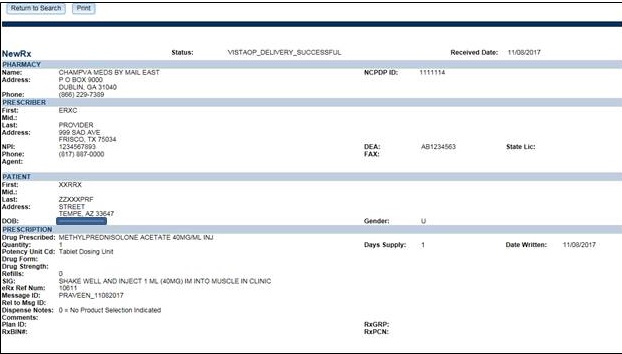 Return to Search Print
NewRx Status: VISTAOP_DELIVERY_SUCCESSFUL Received Date: 11/08/2017
PHARMACY
Name: CHAMPVA MEDS BY MAIL EAST NCPDP ID: 1111114
Address: P O BOX 9000
DUBLIN, GA 31040
Phone: (866) 229-7389
PRESCRIBER
First: ERXC
Mid.:
Last: PROVIDER
Address: 999 SAD AVE
FRISCO, TX 75034
NPI: 1234567893 DEA: AB1234563 State Lic:
Phone: (817) 887-0000 FAX:
Agent:
PATIENT
First: XXRRX
Mid.:
Last: ZZXXXPRF
Address: STREET
TEMPE, AZ 33647
DOB: Gender: U
PRESCRIPTION
Drug Prescribed: METHYLPREDNISOLONE ACETATE 40MG/ML INJ
Quantity: 1 Days Supply: 1 Date Written: 11/08/2017
Potency Unit Cd: Tablet Dosing Unit
Drug Form:
Drug Strength:
Refills: 0
SIG: SHAKE WELL AND INJECT 1 ML (40MG) IM INTO MUSCLE IN CLINIC
eRx Ref Num: 10611
Message ID: PRAVEEN_11082017
Rel to Msg ID:
Dispense Notes: 0 = No Product Selection Indicated
Comments:
Plan ID: RxGRP:
RxBIN#: RxPCN: